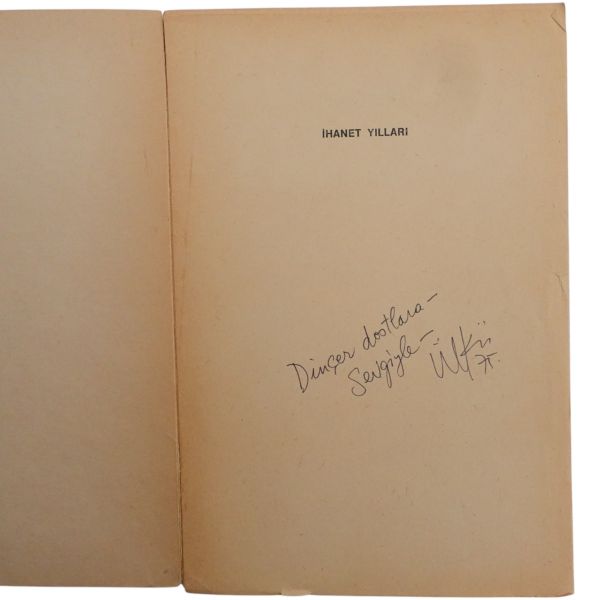 İHANET YILLARI
Dinçer dostlara-
Sevgiyle-
Ülkü